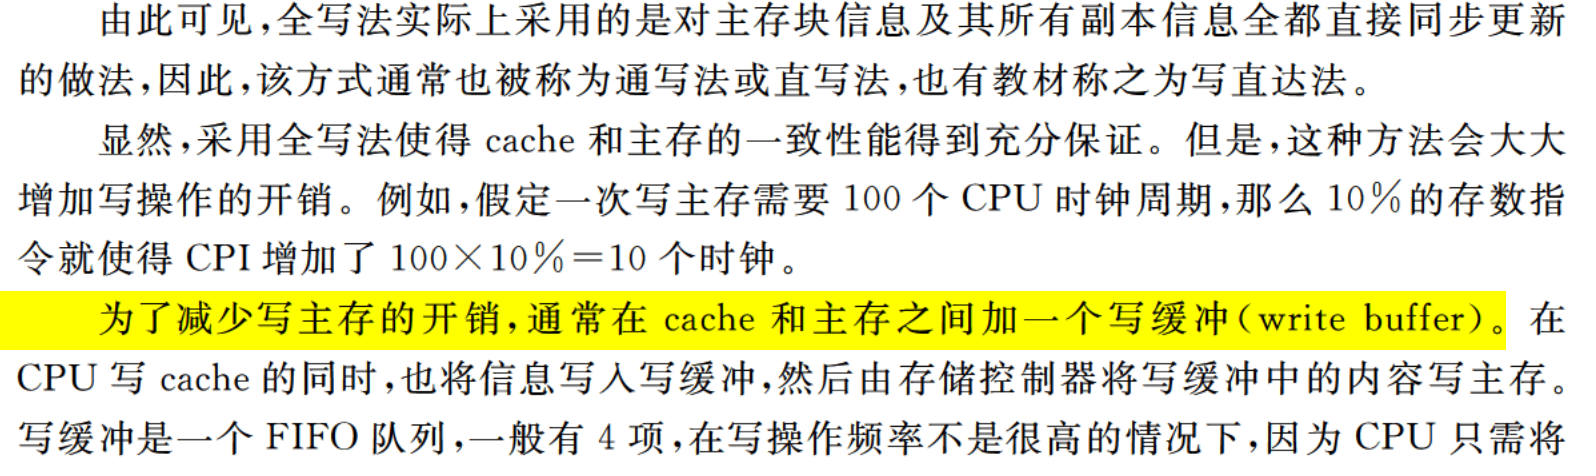 由此可见,全写法实际上采用的是对主存块信息及其所有副本信息全都直接同步更新
的做法,因此,该方式通常也被称为通写法或直写法,也有教材称之为写直达法。
显然,采用全写法使得 cache 和主存的一致性能得到充分保证。但是,这种方法会大大
增加写操作的开销。例如,假定一次写主存需要 100 个 CPU 时钟周期,那么 10%的存数指
令就使得 CPI 增加了 100×10%=10 个时钟。
为了减少写主存的开销,通常在 cache 和主存之间加一个写缓冲(write buffer)。在
CPU 写 cache 的同时,也将信息写入写缓冲,然后由存储控制器将写缓冲中的内容写主存。
写缓冲是一个 FIFO 队列,一般有 4 项,在写操作频率不是很高的情况下,因为 CPU 只需将